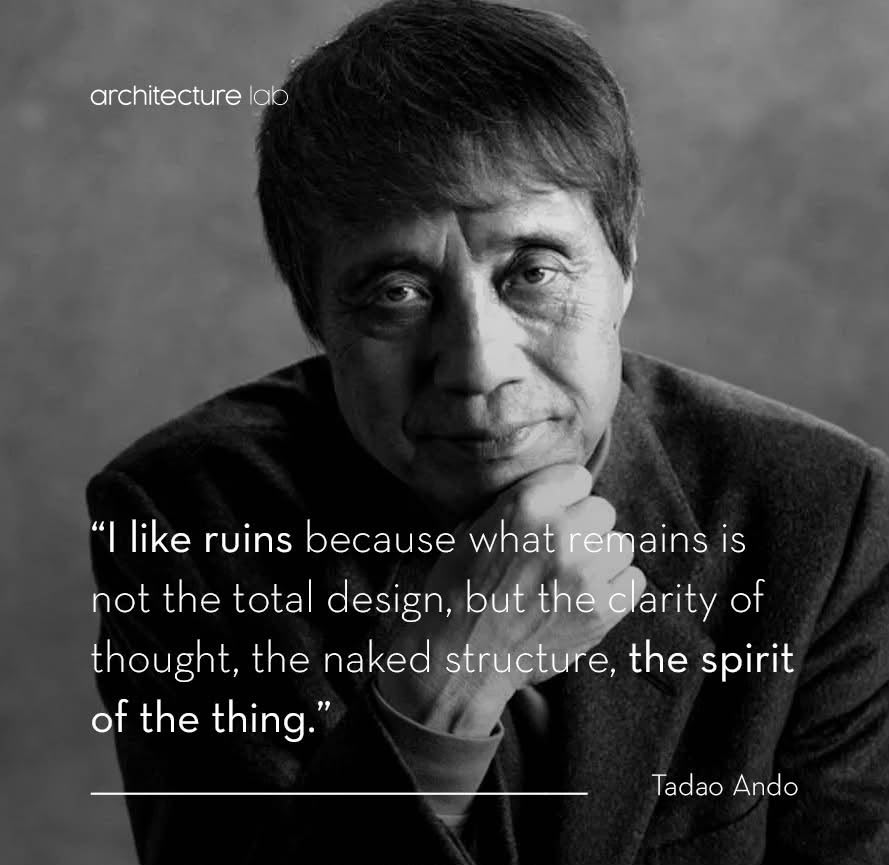 architecture lab
“I like ruins because what remains is
not the total design, but the clarity of
thought, the naked structure, the spirit
of the thing.”
Tadao Ando